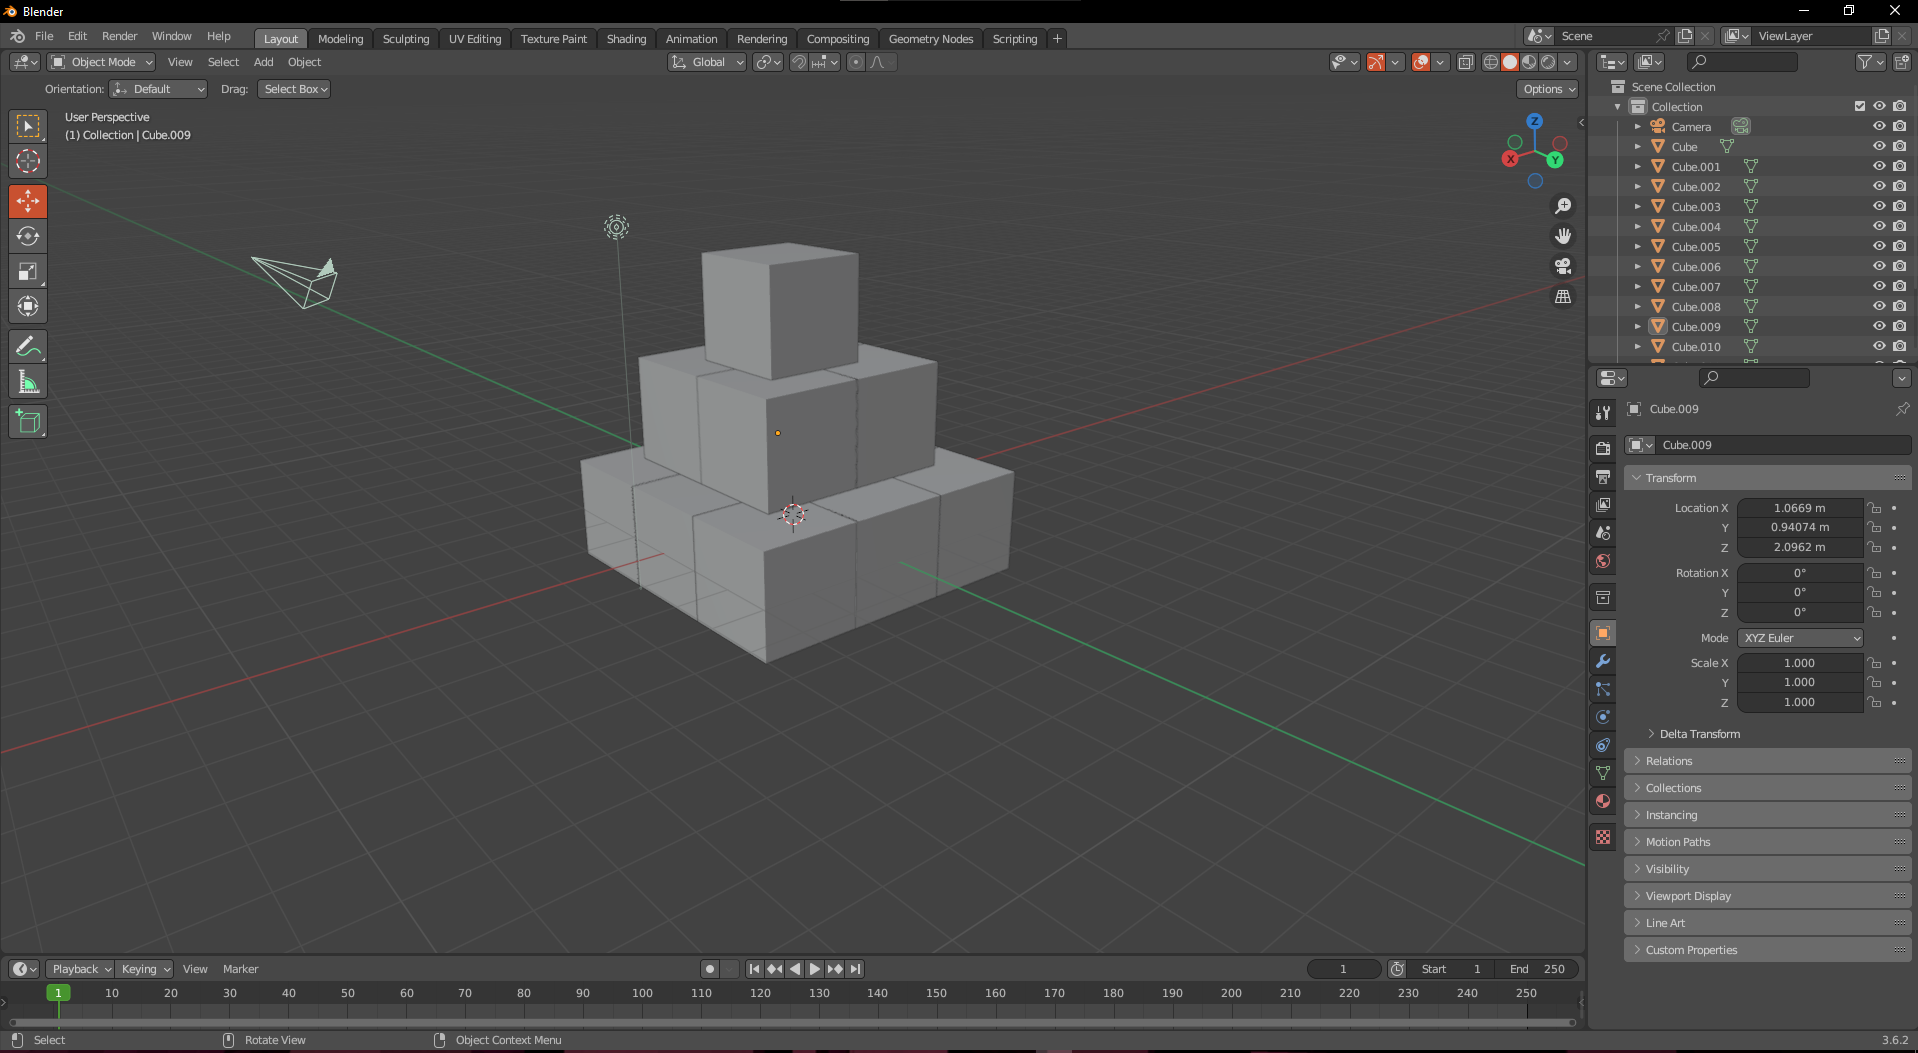 Blender
File Edit Render Window Help Layout Modeling Sculpting UV Editing Texture Paint Shading Animation Rendering Compositing Geometry Nodes Scripting + Scene ViewLayer
Object Mode View Select Add Object Global
Orientation: Default Drag: Select Box Options
User Perspective
(1) Collection | Cube.009
Z
X
Y
Scene Collection
Collection
Camera
Cube
Cube.001
Cube.002
Cube.003
Cube.004
Cube.005
Cube.006
Cube.007
Cube.008
Cube.009
Cube.010
Cube.009
Cube.009
Transform
Location X 1.0669 m
Y 0.94074 m
Z 2.0962 m
Rotation X 0°
Y 0°
Z 0°
Mode XYZ Euler
Scale X 1.000
Y 1.000
Z 1.000
Delta Transform
Relations
Collections
Instancing
Motion Paths
Visibility
Viewport Display
Line Art
Custom Properties
Playback Keying View Marker 1 Start 1 End 250
1 10 20 30 40 50 60 70 80 90 100 110 120 130 140 150 160 170 180 190 200 210 220 230 240 250
Select Rotate View Object Context Menu 3.6.2